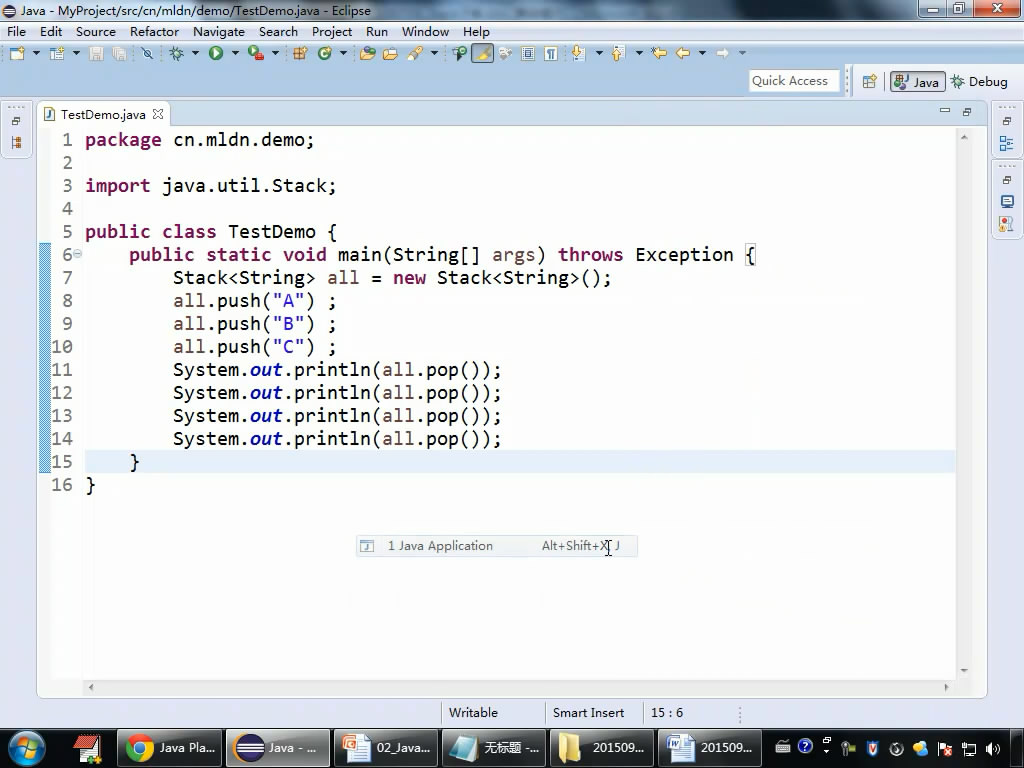 Java - MyProject/src/cn/mldn/demo/TestDemo.java - Eclipse
File Edit Source Refactor Navigate Search Project Run Window Help
Quick Access
Java
Debug
TestDemo.java
1 package cn.mldn.demo;
2
3 import java.util.Stack;
4
5 public class TestDemo {
6 public static void main(String[] args) throws Exception {
7 Stack<String> all = new Stack<String>();
8 all.push("A") ;
9 all.push("B") ;
10 all.push("C") ;
11 System.out.println(all.pop());
12 System.out.println(all.pop());
13 System.out.println(all.pop());
14 System.out.println(all.pop());
15 }
16 }
1 Java Application Alt+Shift+X, J
Writable Smart Insert 15 : 6
Java Pla... Java - ... 02_Java... 无标题 -... 201509... 201509...